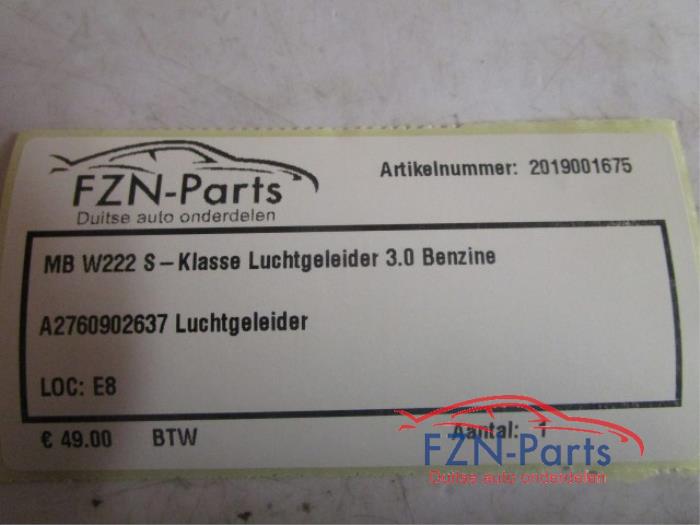 FZN-Parts
Duitse auto onderdelen
Artikelnummer: 2019001675
MB W222 S-Klasse Luchtgeleider 3.0 Benzine
A2760902637 Luchtgeleider
LOC: E8
€ 49.00 BTW Aantal: 1
FZN-Parts
Duitse auto onderdelen